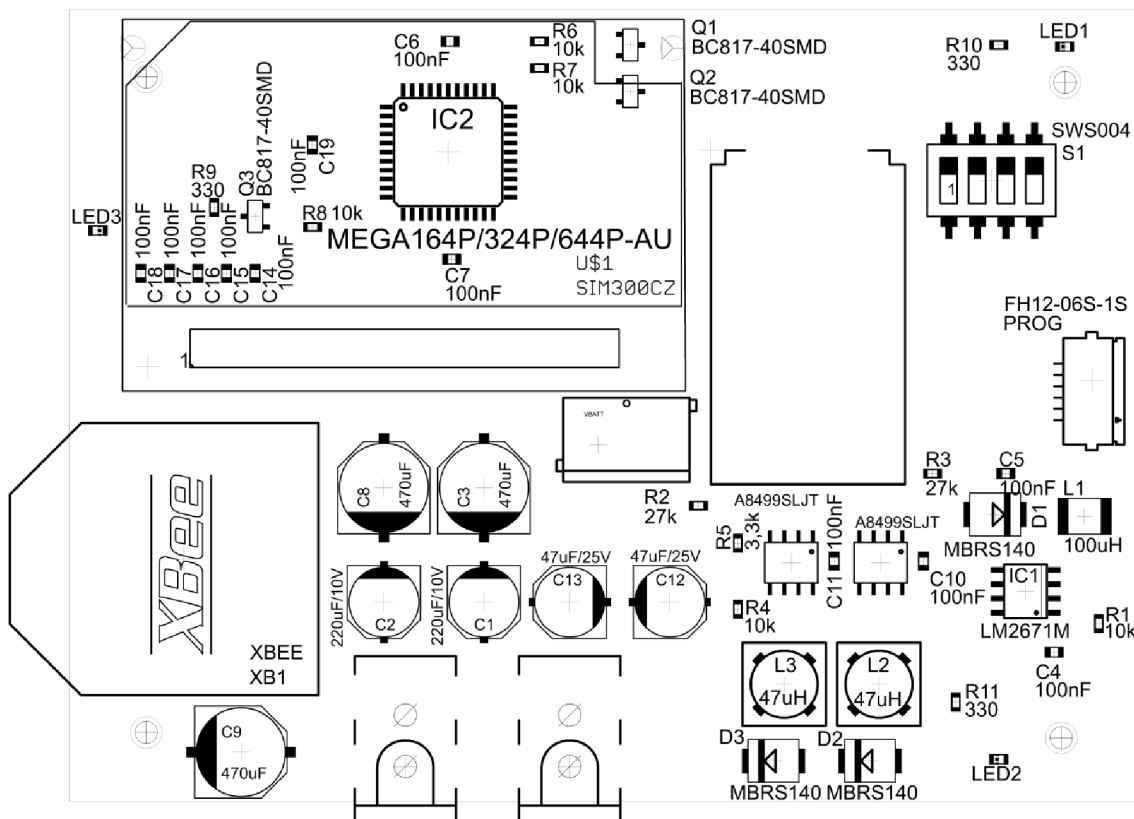 C6
100nF
R6
10k
R7
10k
Q1
BC817-40SMD
Q2
BC817-40SMD
R10
330
LED1
IC2
MEGA164P/324P/644P-AU
C7
100nF
U$1
SIM300CZ
100nF
C19
Q3
BC817-40SMD
R9
330
R8 10k
LED3
100nF
C18
100nF
C17
100nF
C16
100nF
C15
100nF
C14
1
SWS004
S1
1
FH12-06S-1S
PROG
VBATT
XBee
XBEE
XB1
C8
470uF
C3
470uF
R2
27k
R3
27k
C5
100nF
L1
100uH
D1
MBRS140
A8499SLJT
A8499SLJT
R5
3,3k
C11
100nF
C10
100nF
IC1
LM2671M
R1
10k
R4
10k
C4
100nF
220uF/10V
C2
220uF/10V
C1
47uF/25V
C13
47uF/25V
C12
L3
47uH
L2
47uH
R11
330
LED2
D3
MBRS140
D2
MBRS140
C9
470uF